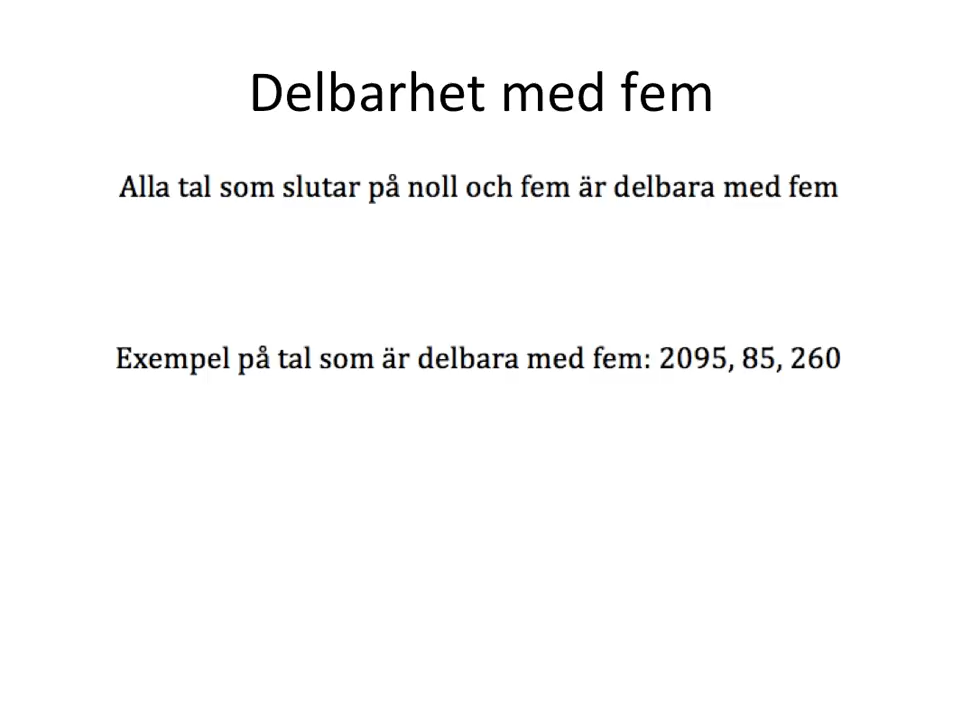 Delbarhet med fem
Alla tal som slutar på noll och fem är delbara med fem
Exempel på tal som är delbara med fem: 2095, 85, 260